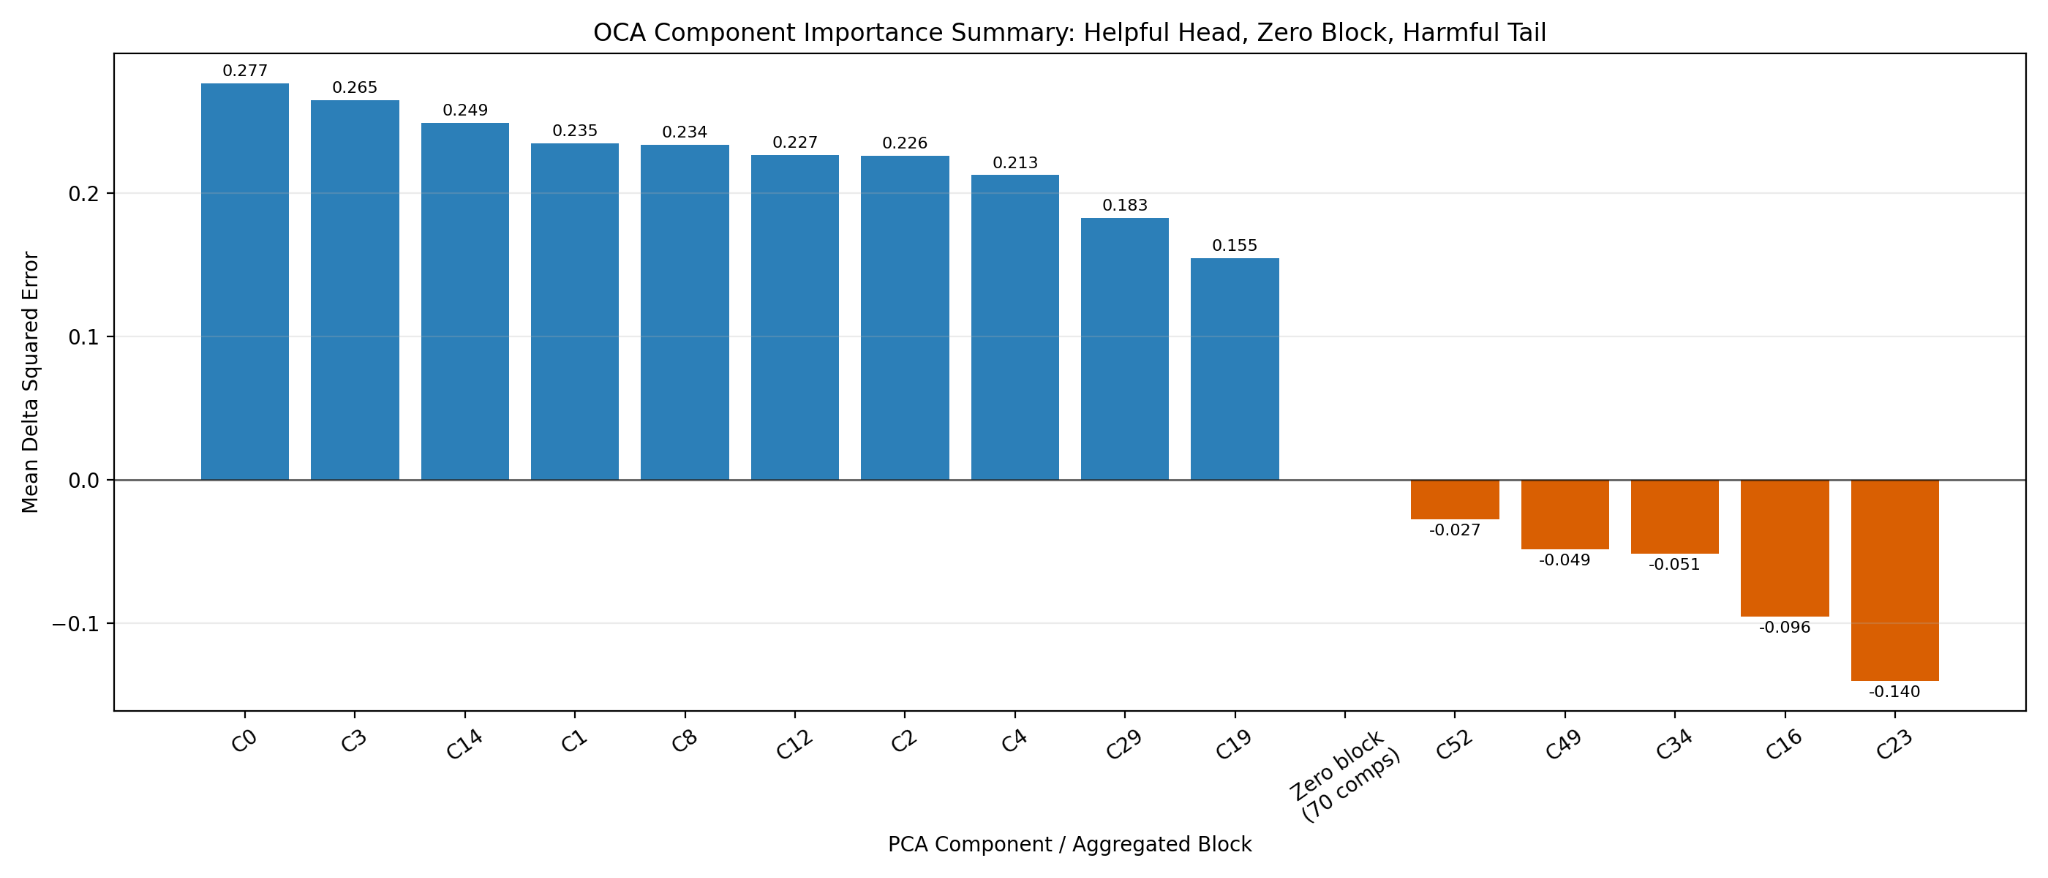 OCA Component Importance Summary: Helpful Head, Zero Block, Harmful Tail
Mean Delta Squared Error
0.2
0.1
0.0
−0.1
0.277
0.265
0.249
0.235
0.234
0.227
0.226
0.213
0.183
0.155
-0.027
-0.049
-0.051
-0.096
-0.140
C0
C3
C14
C1
C8
C12
C2
C4
C29
C19
Zero block
(70 comps)
C52
C49
C34
C16
C23
PCA Component / Aggregated Block